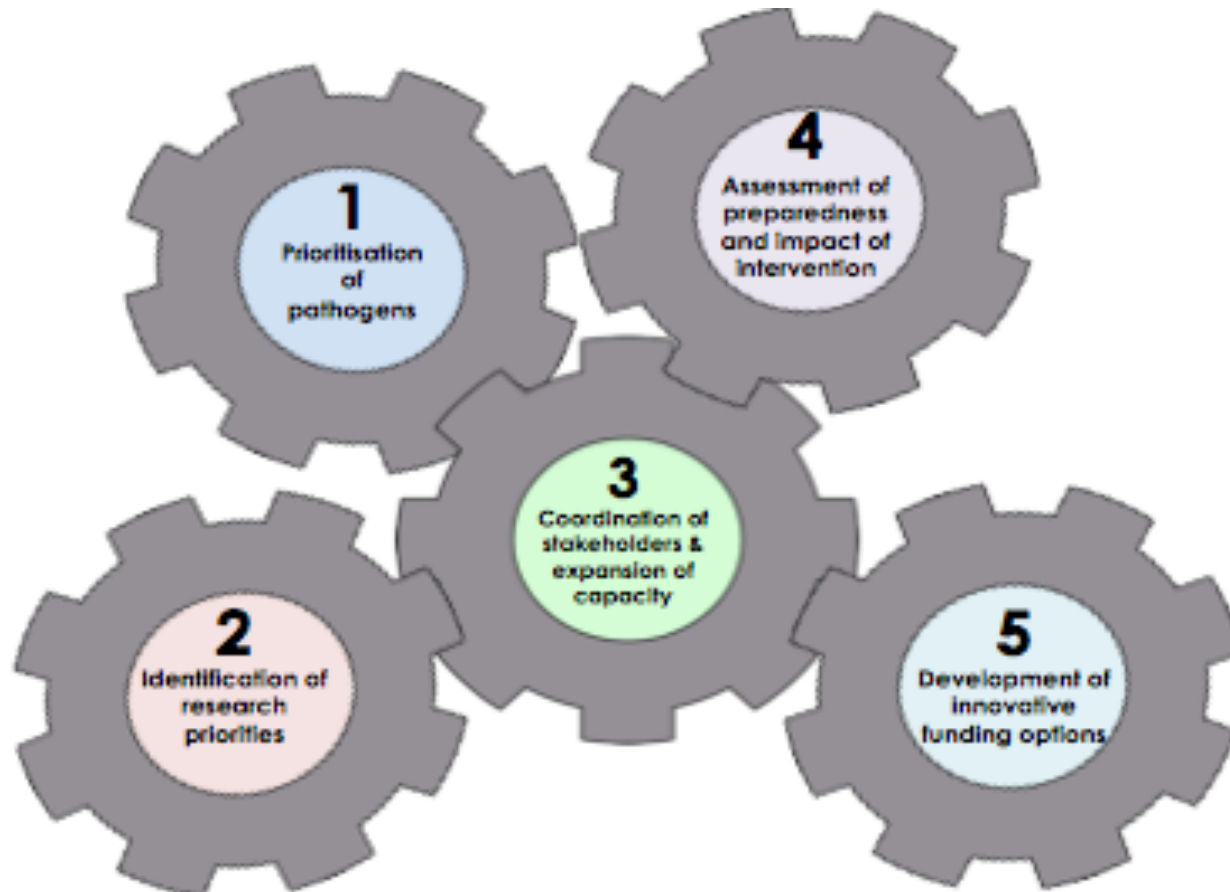 1
Prioritisation
of
pathogens
2
Identification of
research
priorities
3
Coordination of
stakeholders &
expansion of
capacity
4
Assessment of
preparedness
and impact of
intervention
5
Development of
innovative
funding options